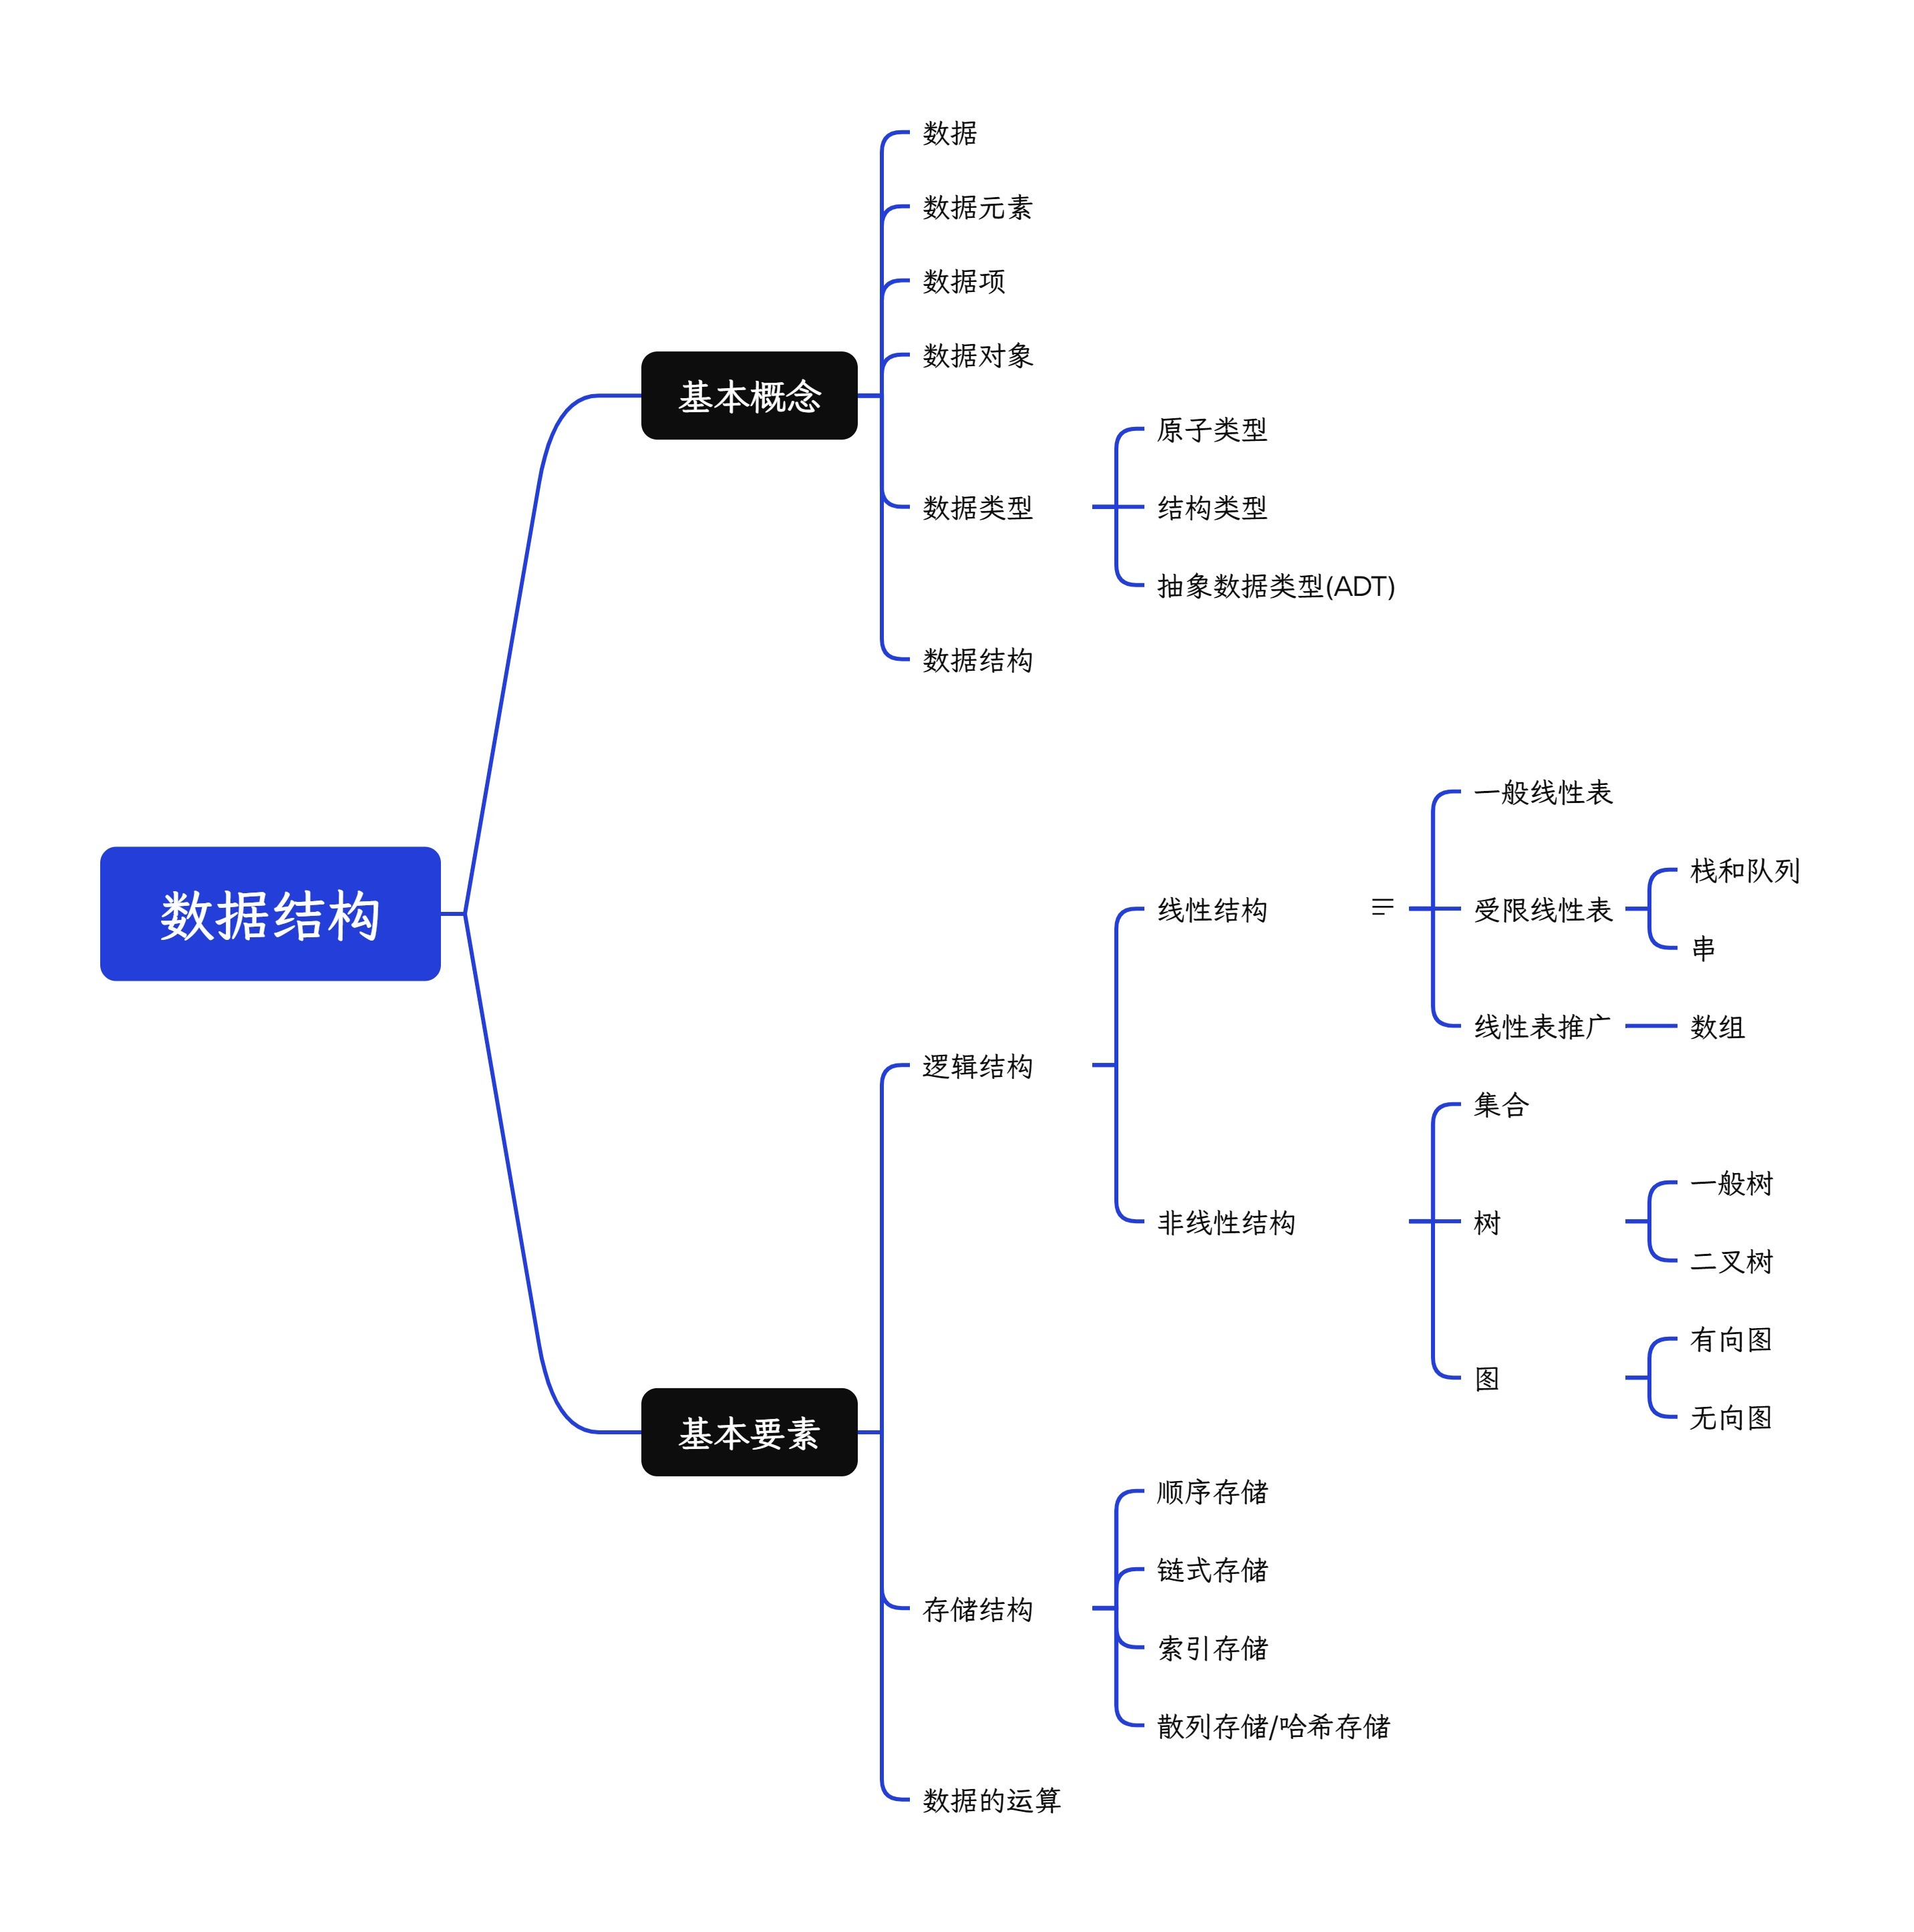 数据结构
基本概念
数据
数据元素
数据项
数据对象
数据类型
原子类型
结构类型
抽象数据类型(ADT)
数据结构
基本要素
逻辑结构
线性结构
一般线性表
受限线性表
栈和队列
串
线性表推广
数组
非线性结构
集合
树
一般树
二叉树
图
有向图
无向图
存储结构
顺序存储
链式存储
索引存储
散列存储/哈希存储
数据的运算